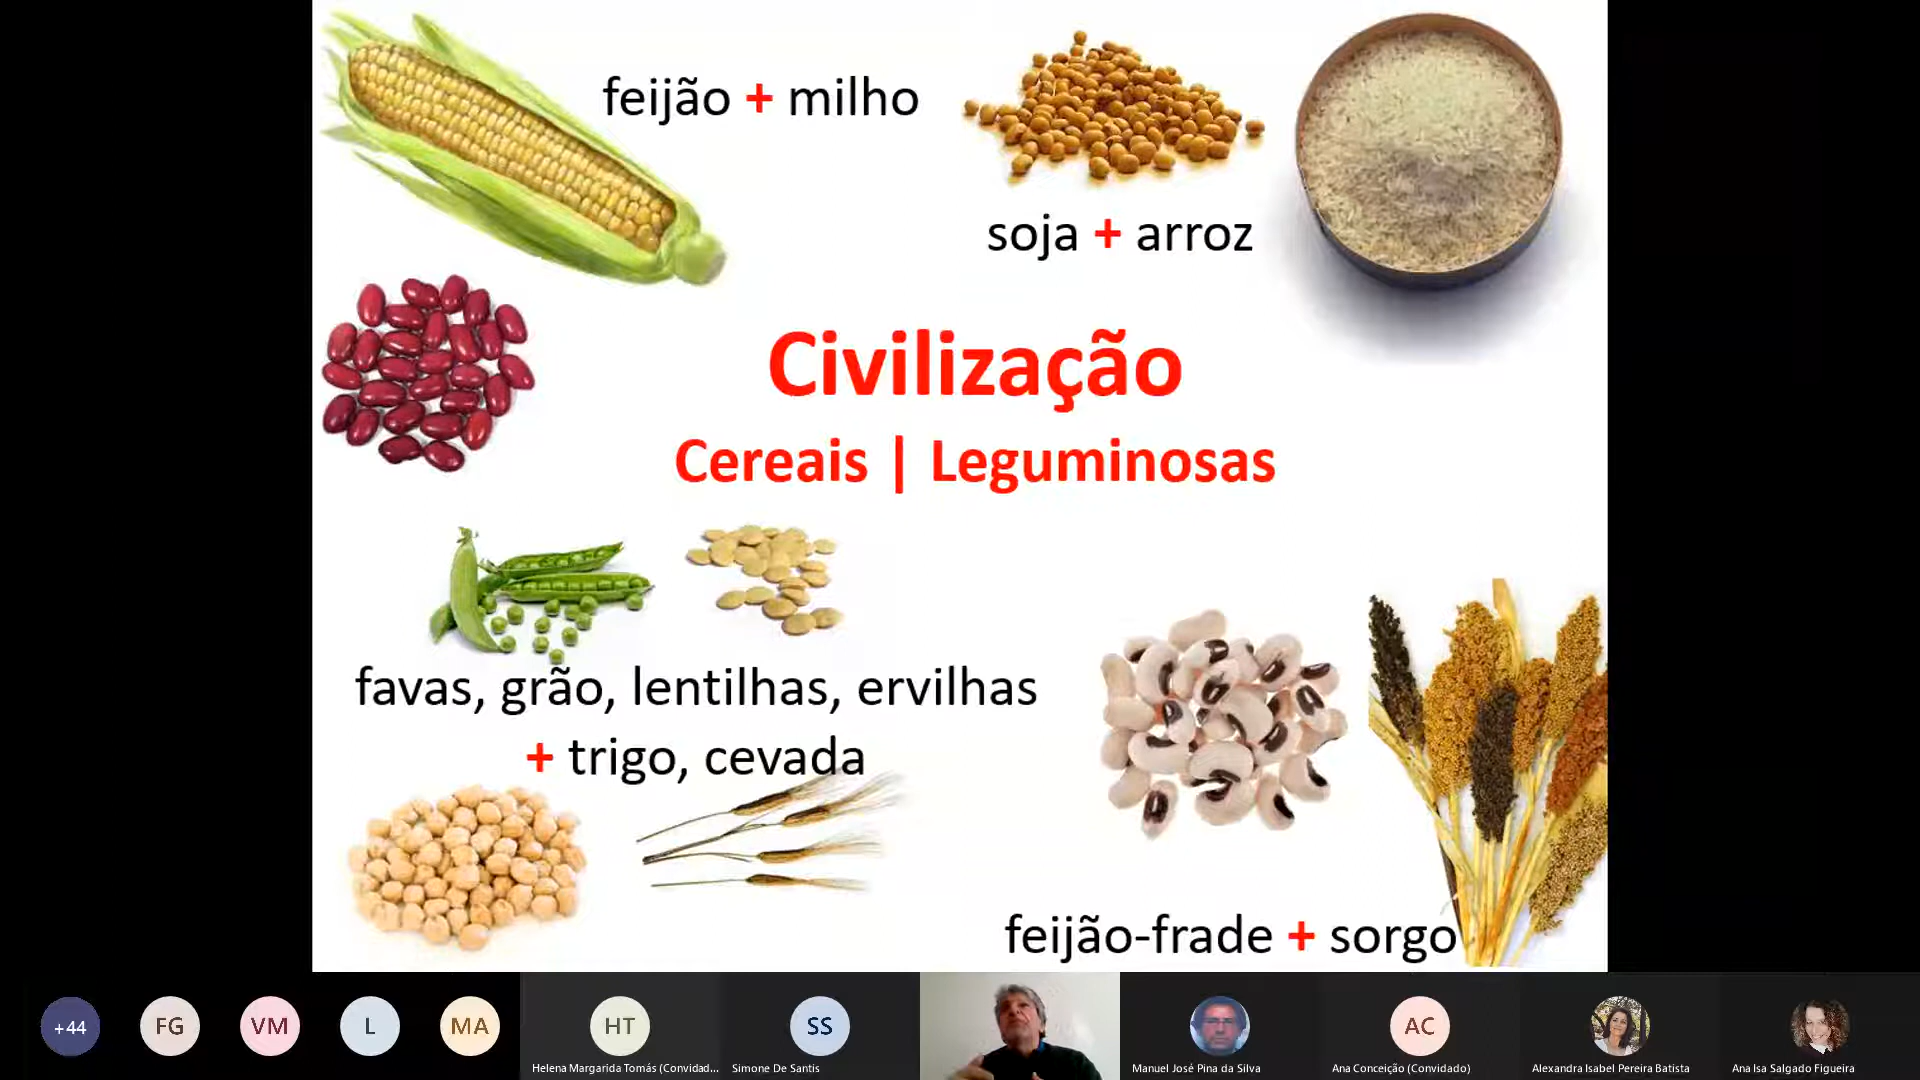 feijão + milho
soja + arroz
Civilização
Cereais | Leguminosas
favas, grão, lentilhas, ervilhas
+ trigo, cevada
feijão-frade + sorgo
+44
FG
VM
L
MA
HT
SS
AC
Helena Margarida Tomás (Convidad...
Simone De Santis
Manuel José Pina da Silva
Ana Conceição (Convidado)
Alexandra Isabel Pereira Batista
Ana Isa Salgado Figueira